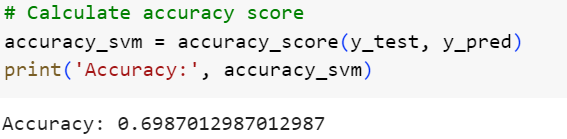 # Calculate accuracy score
accuracy_svm = accuracy_score(y_test, y_pred)
print('Accuracy:', accuracy_svm)
Accuracy: 0.6987012987012987